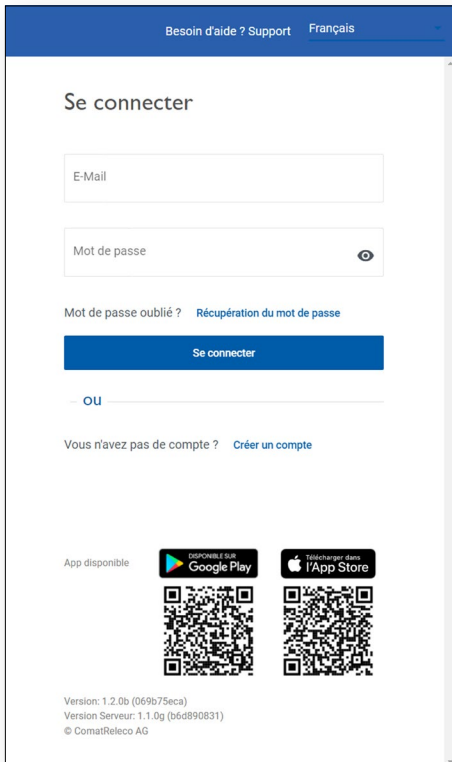 Besoin d'aide ? Support Français
Se connecter
E-Mail
Mot de passe
Mot de passe oublié ? Récupération du mot de passe
Se connecter
ou
Vous n'avez pas de compte ? Créer un compte
App disponible
DISPONIBLE SUR
Google Play
Télécharger dans
l'App Store
Version: 1.2.0b (069b75eca)
Version Serveur: 1.1.0g (b6d890831)
© ComatReleco AG